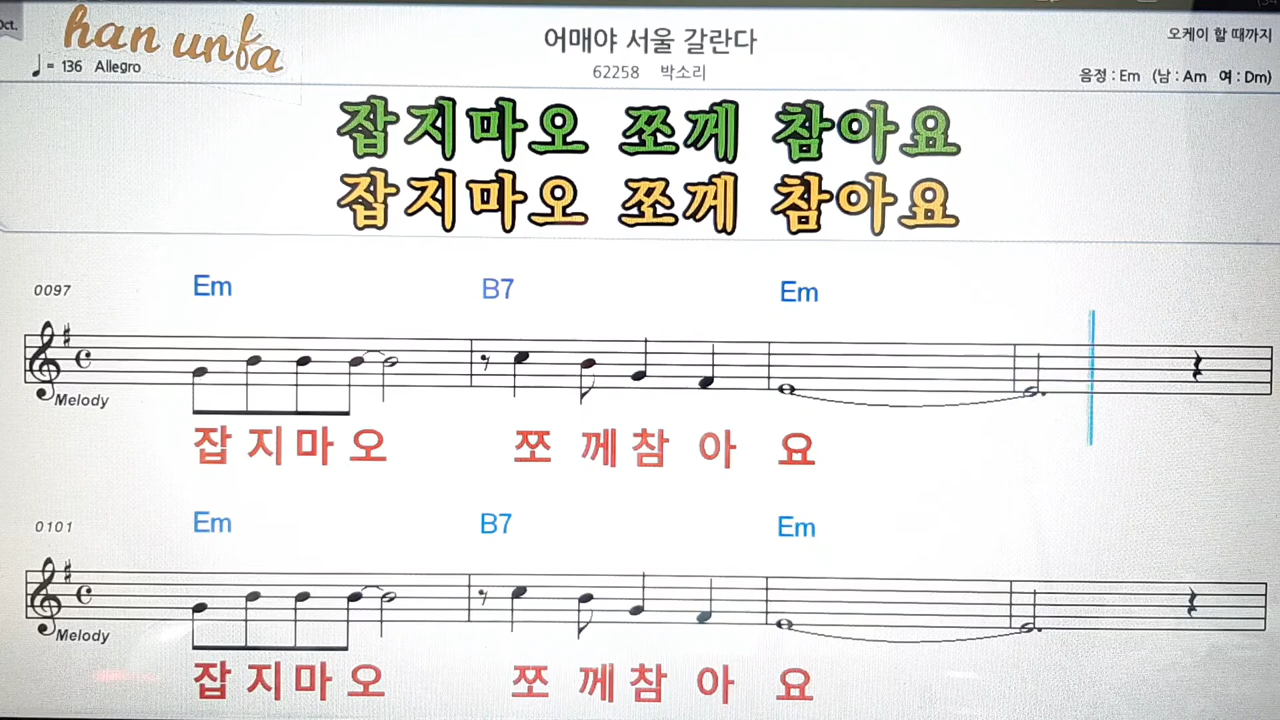 Oct.
han unfa
어매야 서울 갈란다
오케이 할 때까지
♩= 136 Allegro
62258 박소리
음정 : Em (남 : Am 여 : Dm)
잡지마오 쪼께 참아요
잡지마오 쪼께 참아요
0097 Em B7 Em
Melody
잡 지 마 오 쪼 께 참 아 요
0101 Em B7 Em
Melody
잡 지 마 오 쪼 께 참 아 요